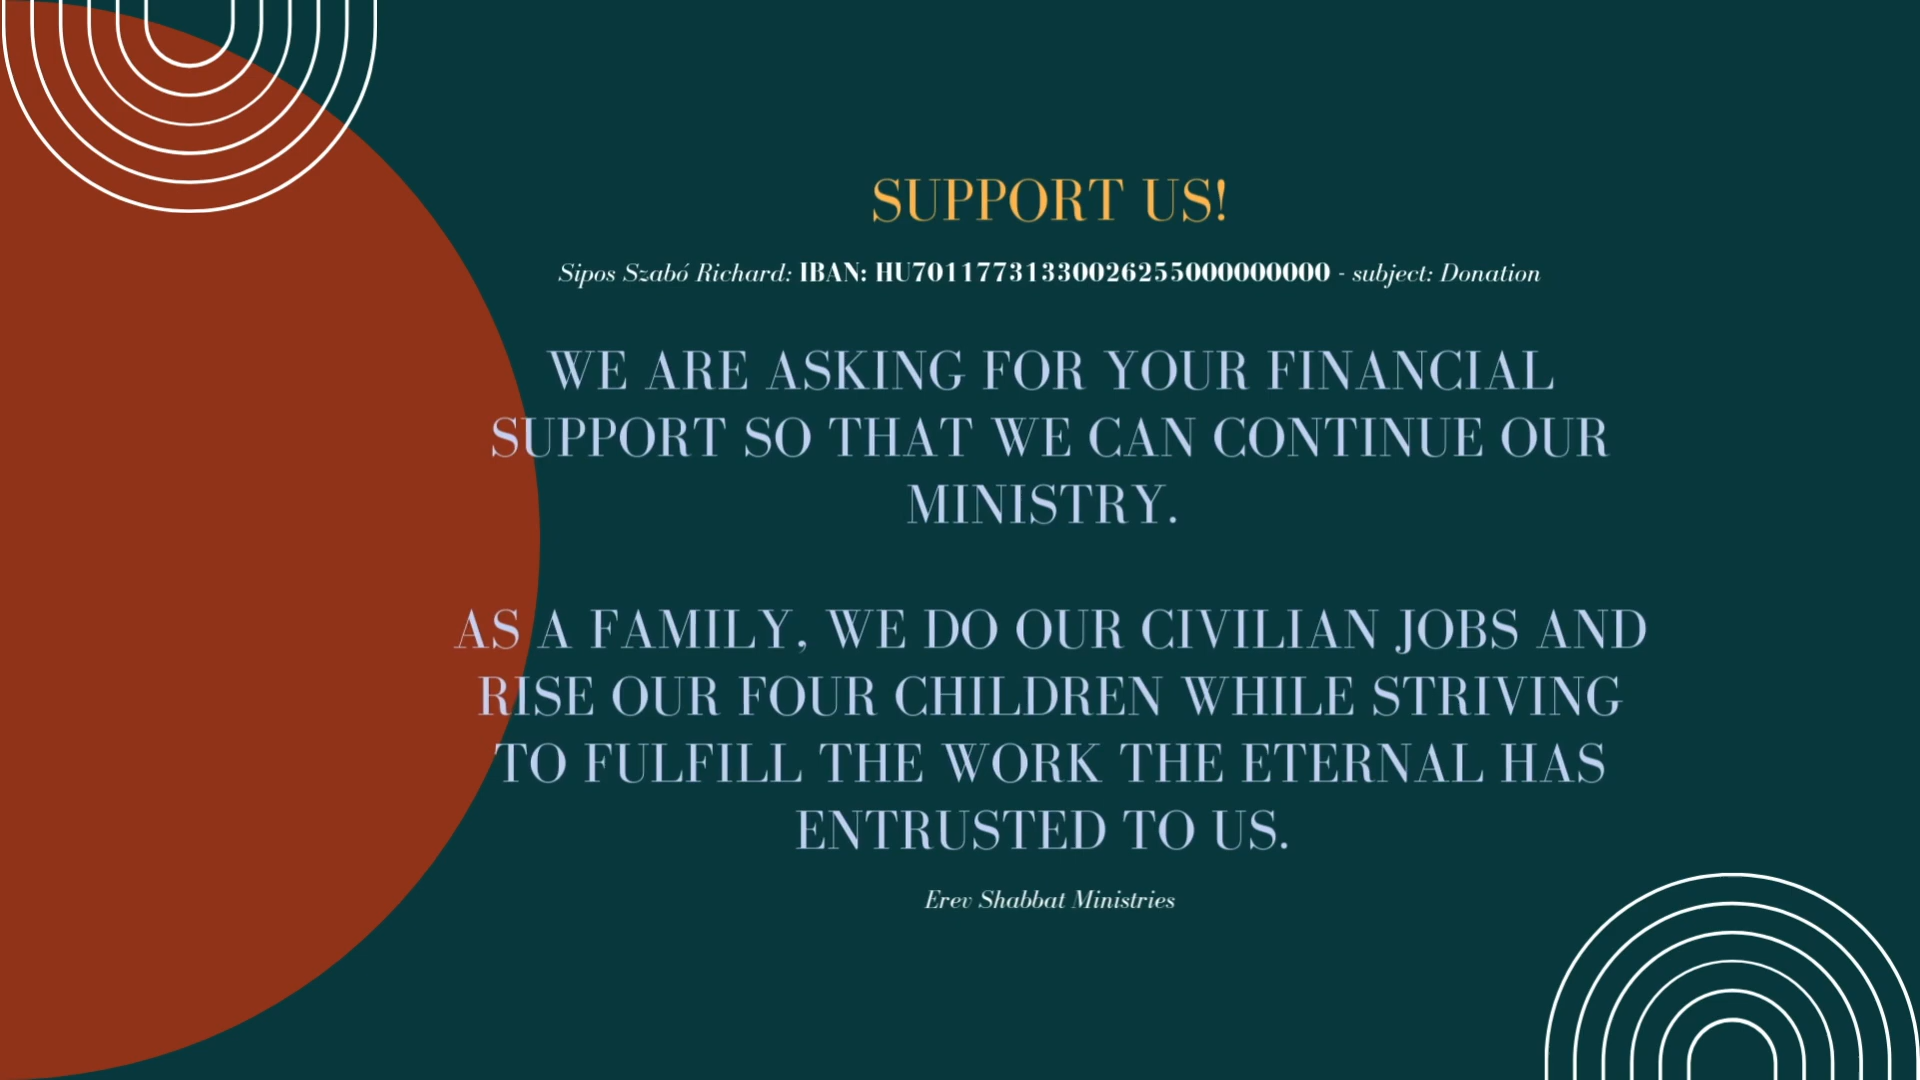 SUPPORT US!
Sipos Szabó Richard: IBAN: HU70117731330026255000000000 - subject: Donation
WE ARE ASKING FOR YOUR FINANCIAL
SUPPORT SO THAT WE CAN CONTINUE OUR
MINISTRY.
AS A FAMILY, WE DO OUR CIVILIAN JOBS AND
RISE OUR FOUR CHILDREN WHILE STRIVING
TO FULFILL THE WORK THE ETERNAL HAS
ENTRUSTED TO US.
Erev Shabbat Ministries